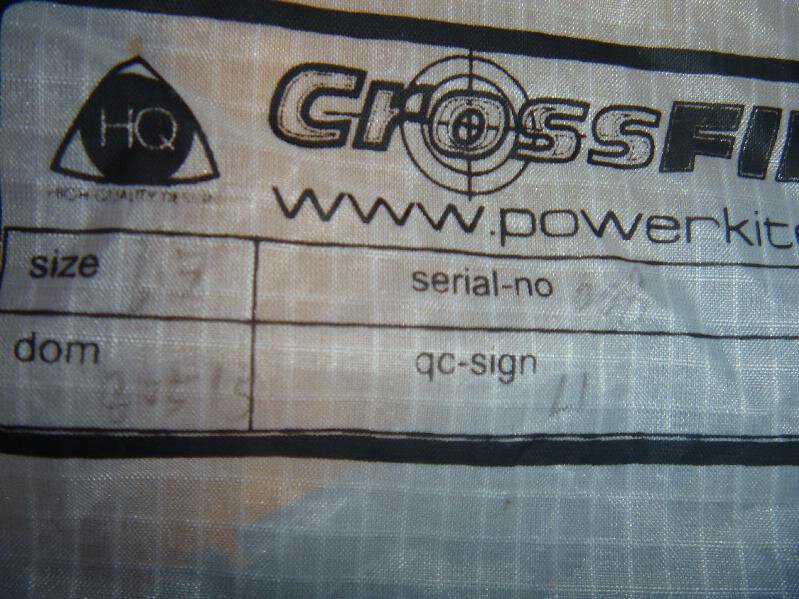 HQ
HIGH QUALITY DESIGN
CrossFi
www.powerkite
size
serial-no
dom
qc-sign